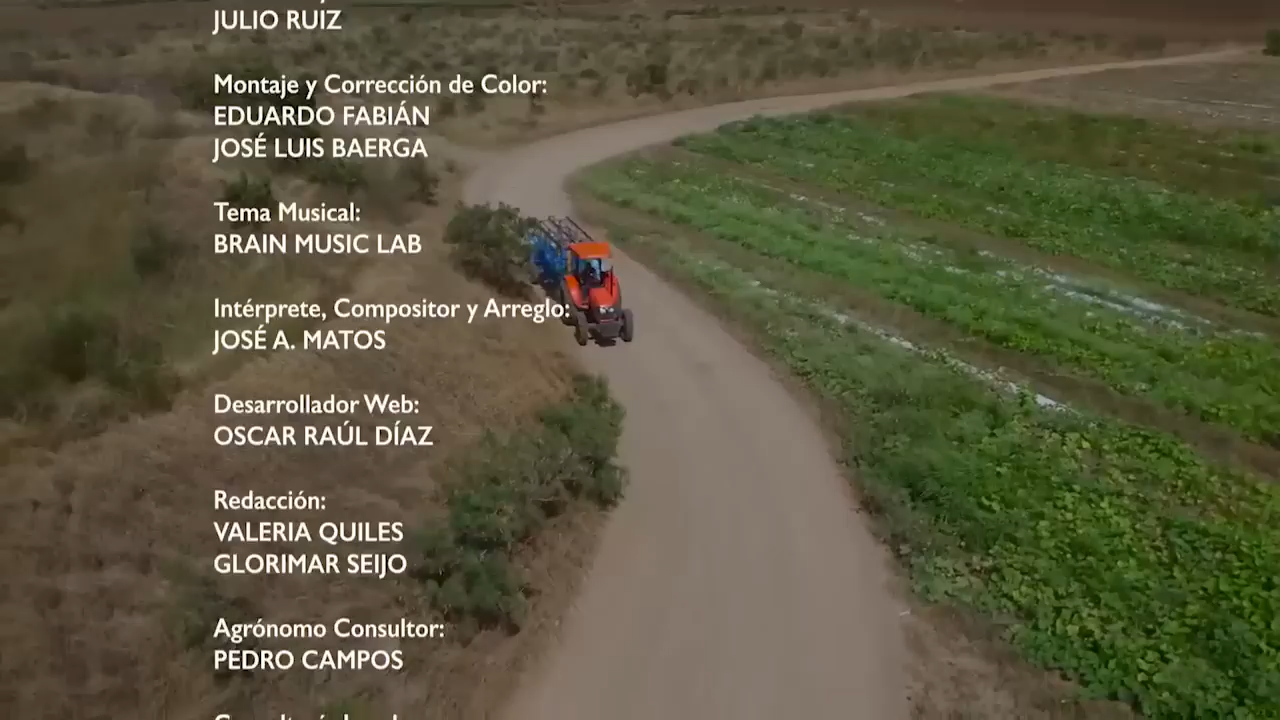 JULIO RUIZ
Montaje y Corrección de Color:
EDUARDO FABIÁN
JOSÉ LUIS BAERGA
Tema Musical:
BRAIN MUSIC LAB
Intérprete, Compositor y Arreglo:
JOSÉ A. MATOS
Desarrollador Web:
OSCAR RAÚL DÍAZ
Redacción:
VALERIA QUILES
GLORIMAR SEIJO
Agrónomo Consultor:
PEDRO CAMPOS